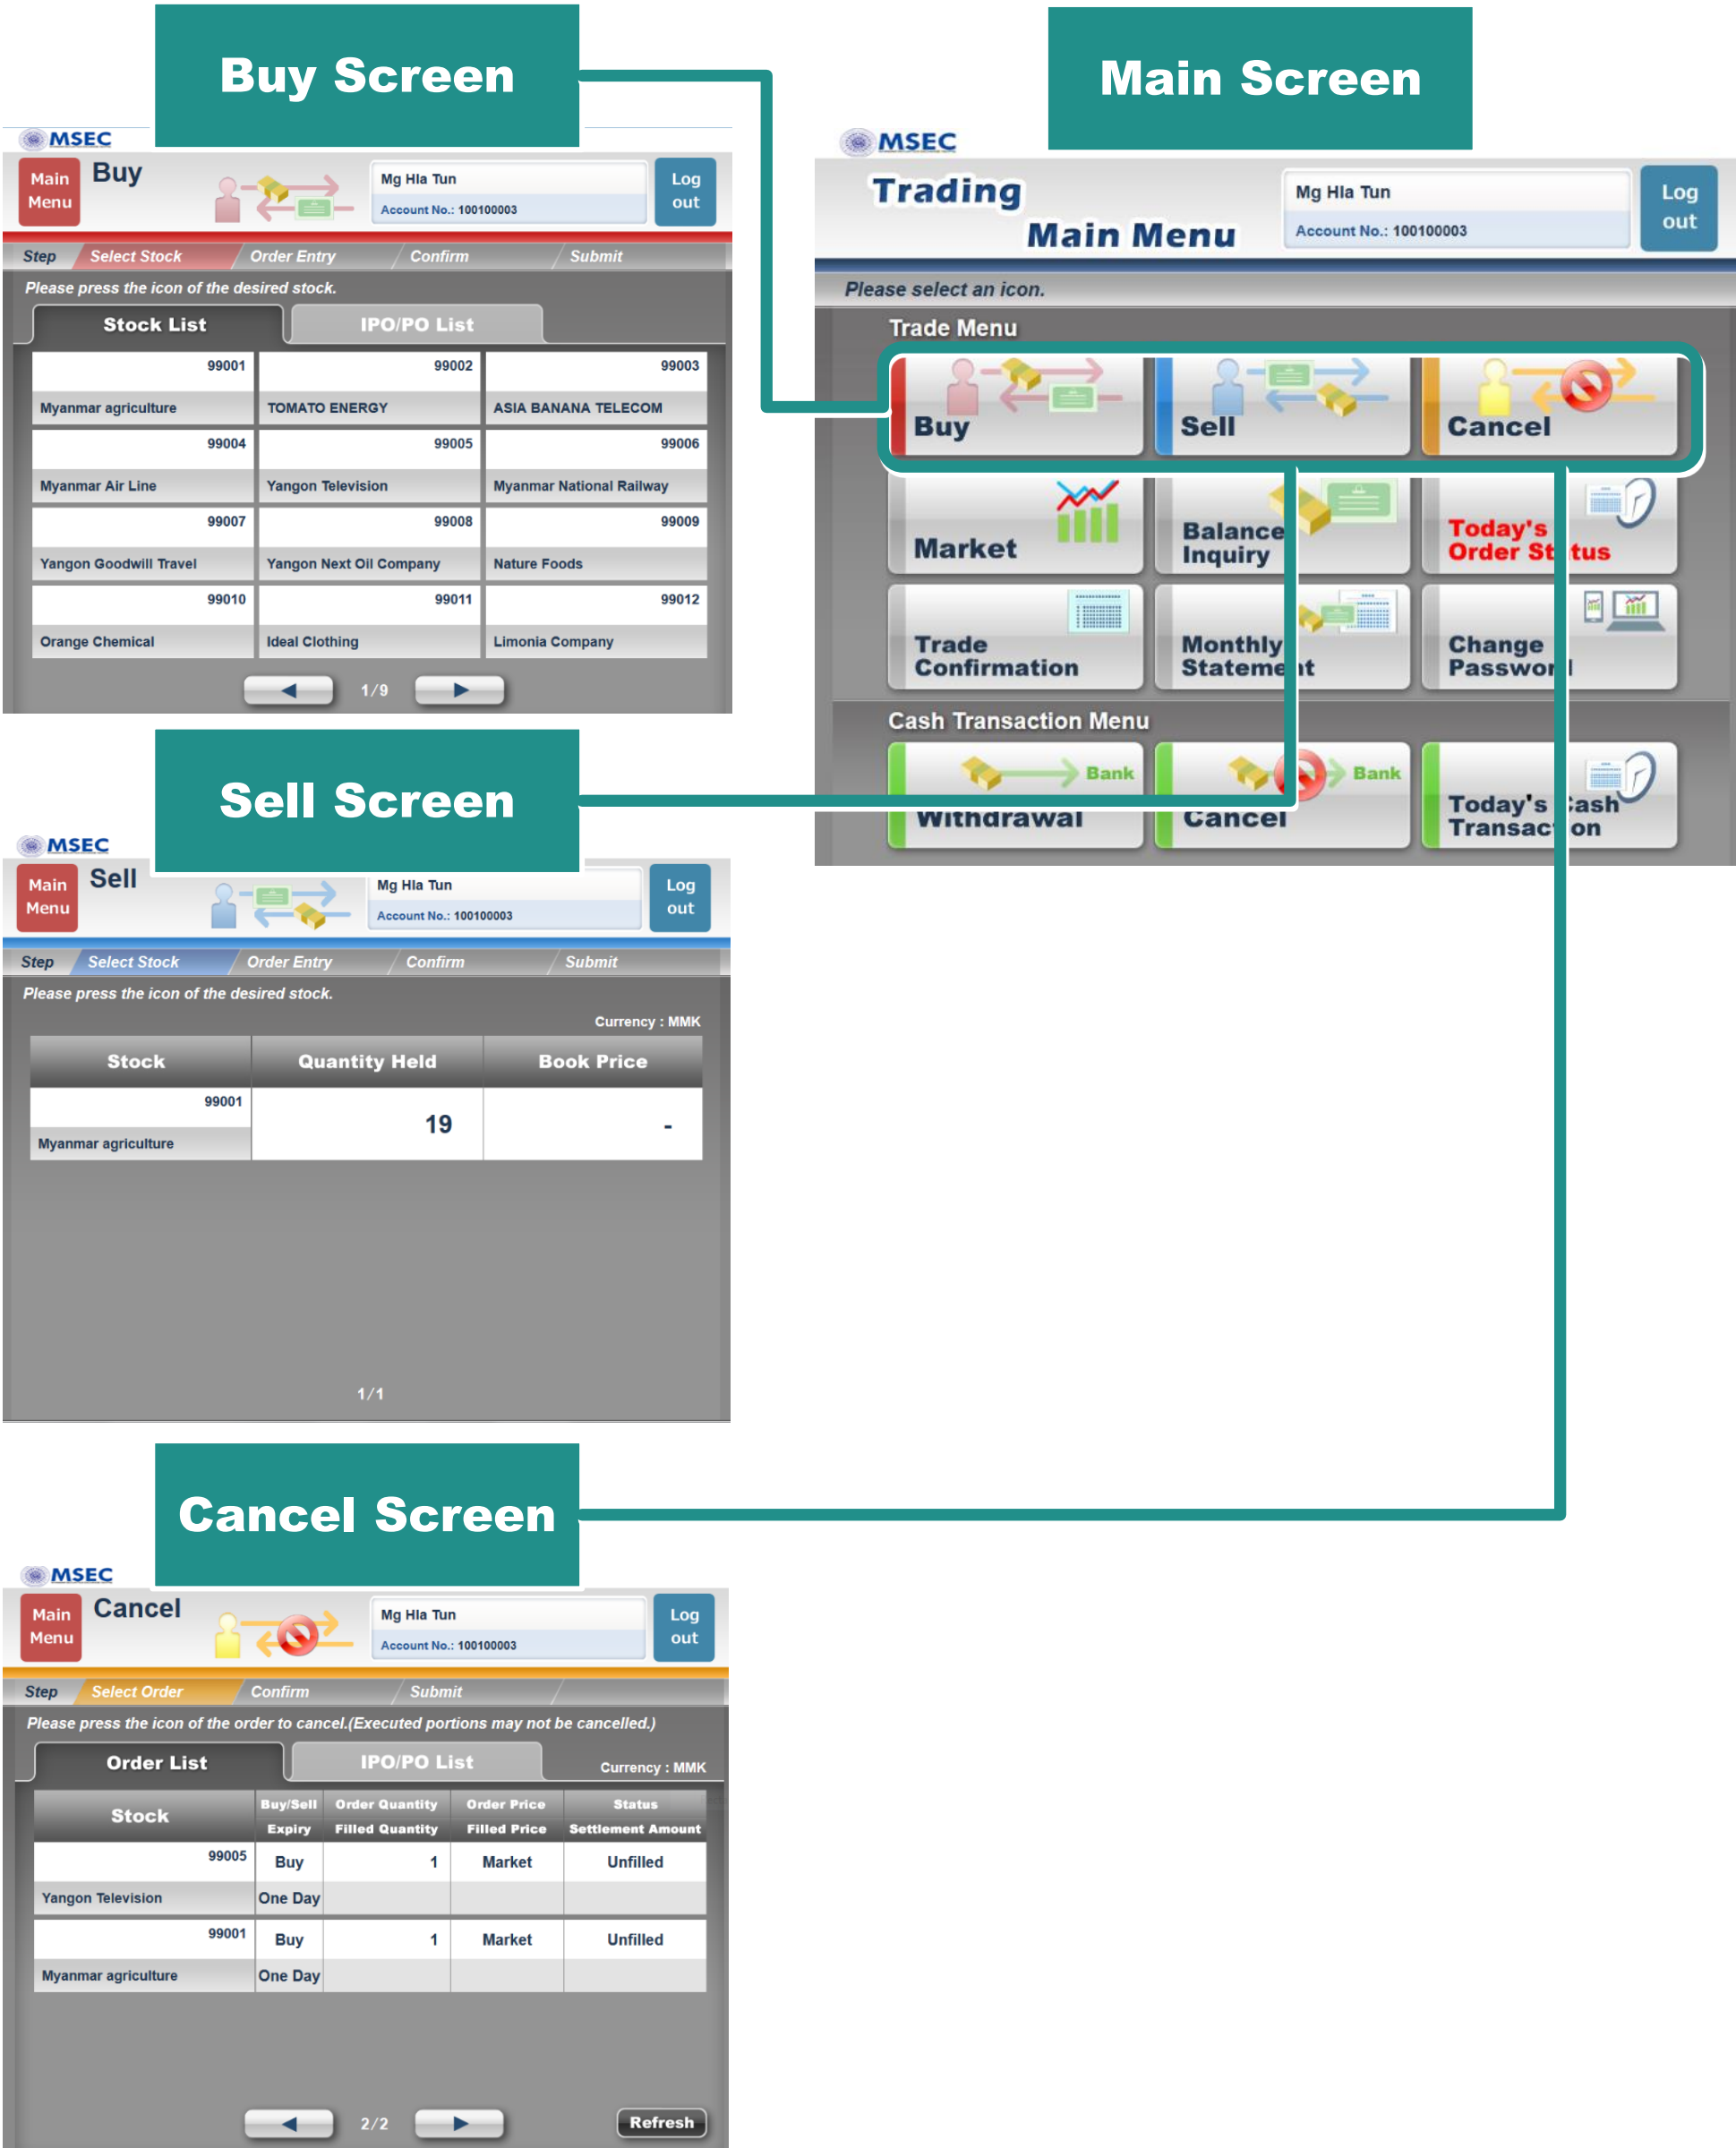 Buy Screen
MSEC
Main
Menu
Buy
Mg Hla Tun
Account No.: 100100003
Log
out
Step Select Stock Order Entry Confirm Submit
Please press the icon of the desired stock.
Stock List IPO/PO List
99001 99002 99003
Myanmar agriculture TOMATO ENERGY ASIA BANANA TELECOM
99004 99005 99006
Myanmar Air Line Yangon Television Myanmar National Railway
99007 99008 99009
Yangon Goodwill Travel Yangon Next Oil Company Nature Foods
99010 99011 99012
Orange Chemical Ideal Clothing Limonia Company
1/9
Main Screen
MSEC
Trading
Main Menu
Mg Hla Tun
Account No.: 100100003
Log
out
Please select an icon.
Trade Menu
Buy Sell Cancel
Market
Balance
Inquiry
Today's
Order Status
Trade
Confirmation
Monthly
Statement
Change
Password
Cash Transaction Menu
Bank
Withdrawal
Bank
Cancel
Today's Cash
Transaction
Sell Screen
MSEC
Main
Menu
Sell
Mg Hla Tun
Account No.: 100100003
Log
out
Step Select Stock Order Entry Confirm Submit
Please press the icon of the desired stock.
Currency : MMK
Stock Quantity Held Book Price
99001
Myanmar agriculture
19 -
1/1
Cancel Screen
MSEC
Main
Menu
Cancel
Mg Hla Tun
Account No.: 100100003
Log
out
Step Select Order Confirm Submit
Please press the icon of the order to cancel.(Executed portions may not be cancelled.)
Order List IPO/PO List Currency : MMK
Stock
Buy/Sell Order Quantity Order Price Status
Expiry Filled Quantity Filled Price Settlement Amount
99005 Buy 1 Market Unfilled
Yangon Television One Day
99001 Buy 1 Market Unfilled
Myanmar agriculture One Day
2/2 Refresh